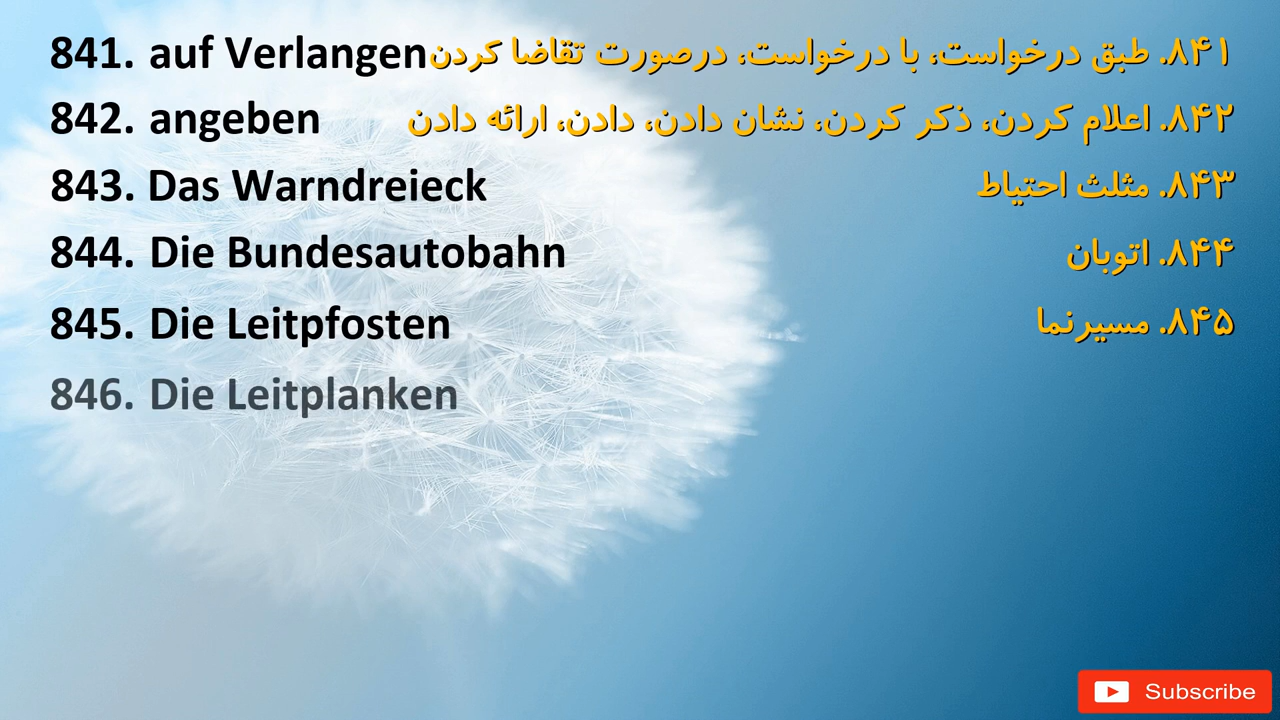 841. auf Verlangen ۸۴۱. طبق درخواست، با درخواست، درصورت تقاضا کردن
842. angeben ۸۴۲. اعلام کردن، ذکر کردن، نشان دادن، دادن، ارائه دادن
843. Das Warndreieck ۸۴۳. مثلث احتیاط
844. Die Bundesautobahn ۸۴۴. اتوبان
845. Die Leitpfosten ۸۴۵. مسیرنما
846. Die Leitplanken
Subscribe